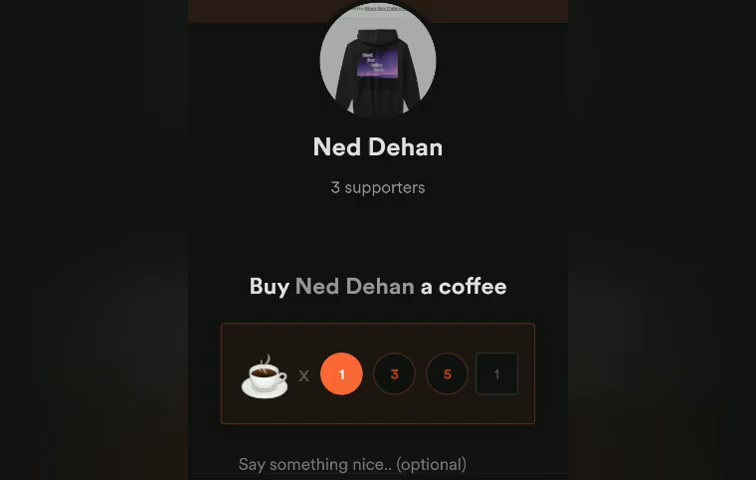 Ned Dehan
3 supporters
Buy Ned Dehan a coffee
x 1 3 5 1
Say something nice.. (optional)